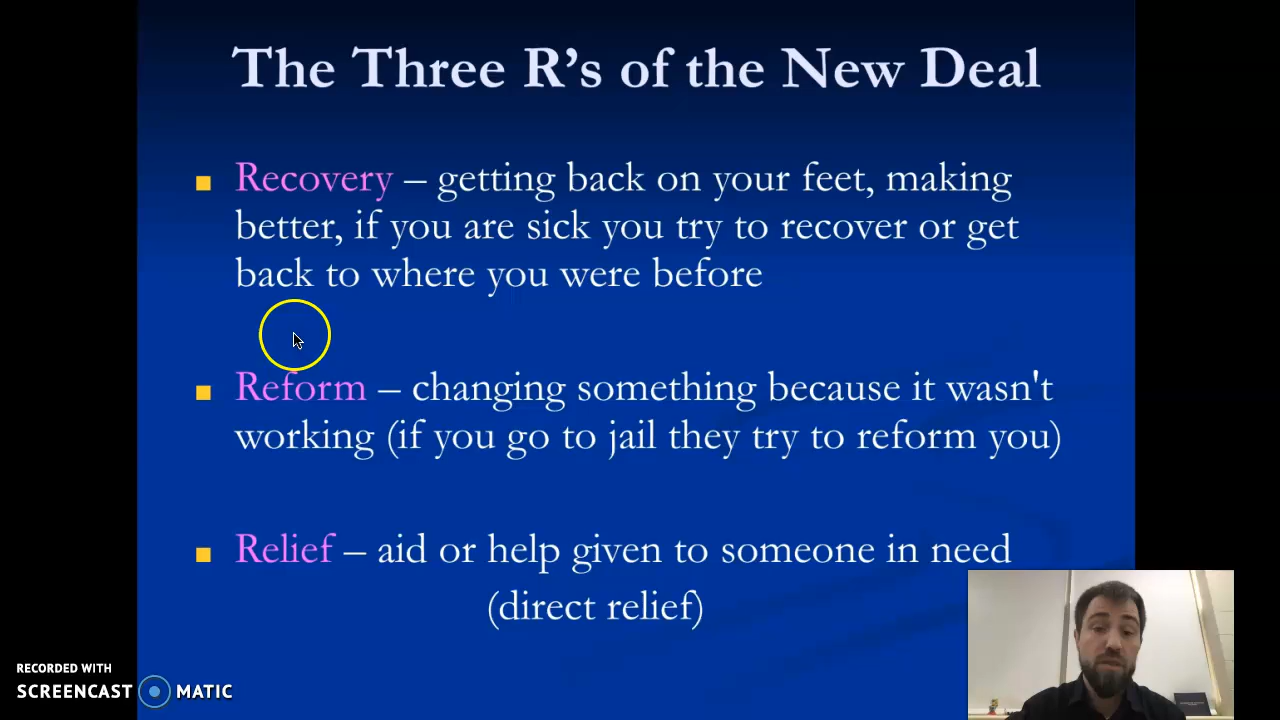 The Three R’s of the New Deal
Recovery – getting back on your feet, making
better, if you are sick you try to recover or get
back to where you were before
Reform – changing something because it wasn't
working (if you go to jail they try to reform you)
Relief – aid or help given to someone in need
(direct relief)
RECORDED WITH
SCREENCAST MATIC